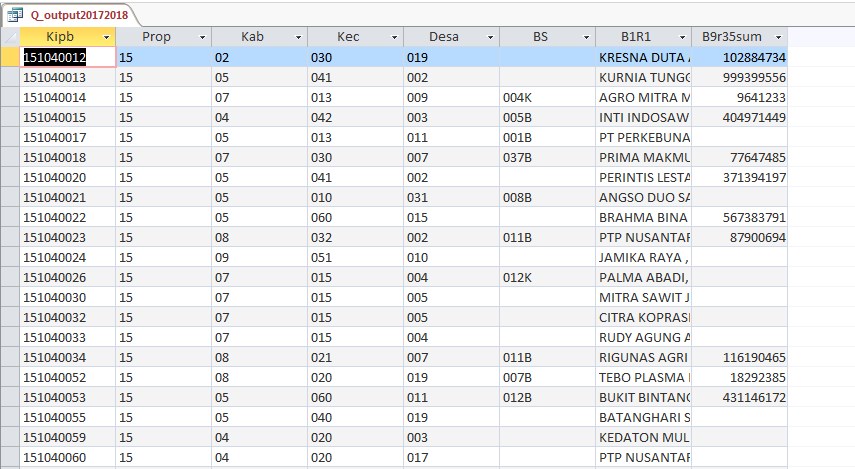 Q_output20172018
Kipb Prop Kab Kec Desa BS B1R1 B9r35sum
151040012 15 02 030 019 KRESNA DUTA 102884734
151040013 15 05 041 002 KURNIA TUNGG 999399556
151040014 15 07 013 009 004K AGRO MITRA M 9641233
151040015 15 04 042 003 005B INTI INDOSAW 404971449
151040017 15 05 013 011 001B PT PERKEBUNA
151040018 15 07 030 007 037B PRIMA MAKMU 77647485
151040020 15 05 041 002 PERINTIS LESTA 371394197
151040021 15 05 010 031 008B ANGSO DUO SA
151040022 15 05 060 015 BRAHMA BINA 567383791
151040023 15 08 032 002 011B PTP NUSANTAR 87900694
151040024 15 09 051 010 JAMIKA RAYA ,
151040026 15 07 015 004 012K PALMA ABADI,
151040030 15 07 015 005 MITRA SAWIT J
151040032 15 07 015 005 CITRA KOPRASI
151040033 15 07 015 004 RUDY AGUNG A
151040034 15 08 021 007 011B RIGUNAS AGRI 116190465
151040052 15 08 020 019 007B TEBO PLASMA 18292385
151040053 15 05 060 011 012B BUKIT BINTANG 431146172
151040055 15 05 040 019 BATANGHARI S
151040059 15 04 020 003 KEDATON MUL
151040060 15 04 020 017 PTP NUSANTAR